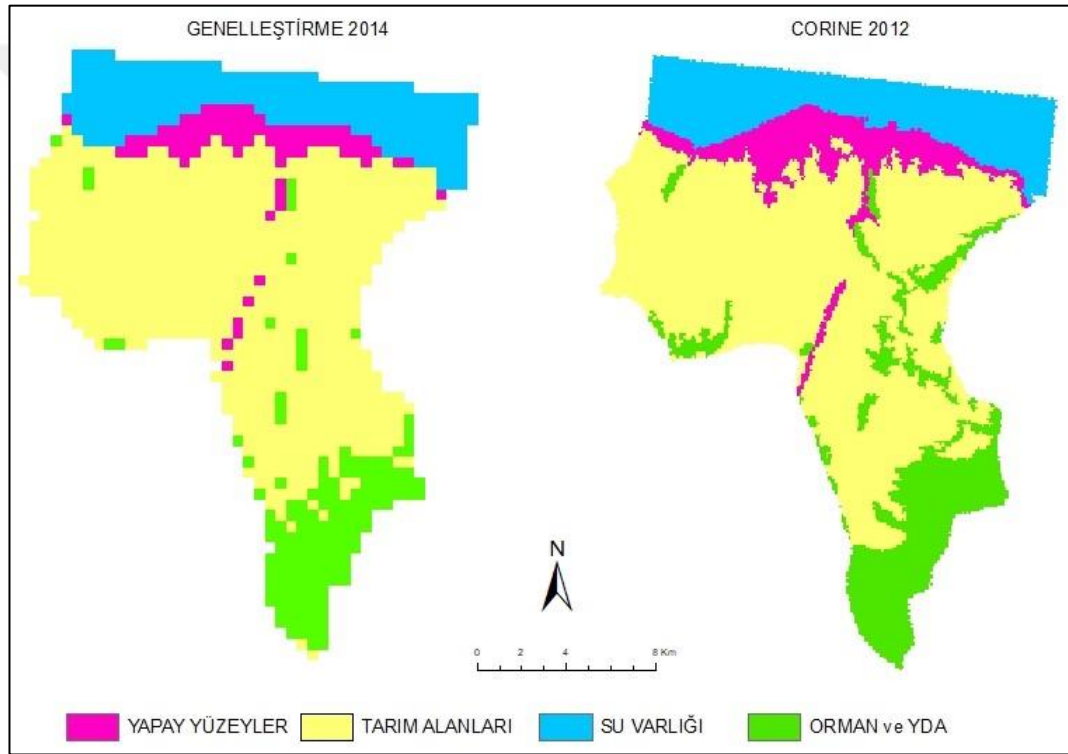 GENELLEŞTİRME 2014
CORINE 2012
N
0 2 4 8 Km
YAPAY YÜZEYLER
TARIM ALANLARI
SU VARLIĞI
ORMAN ve YDA